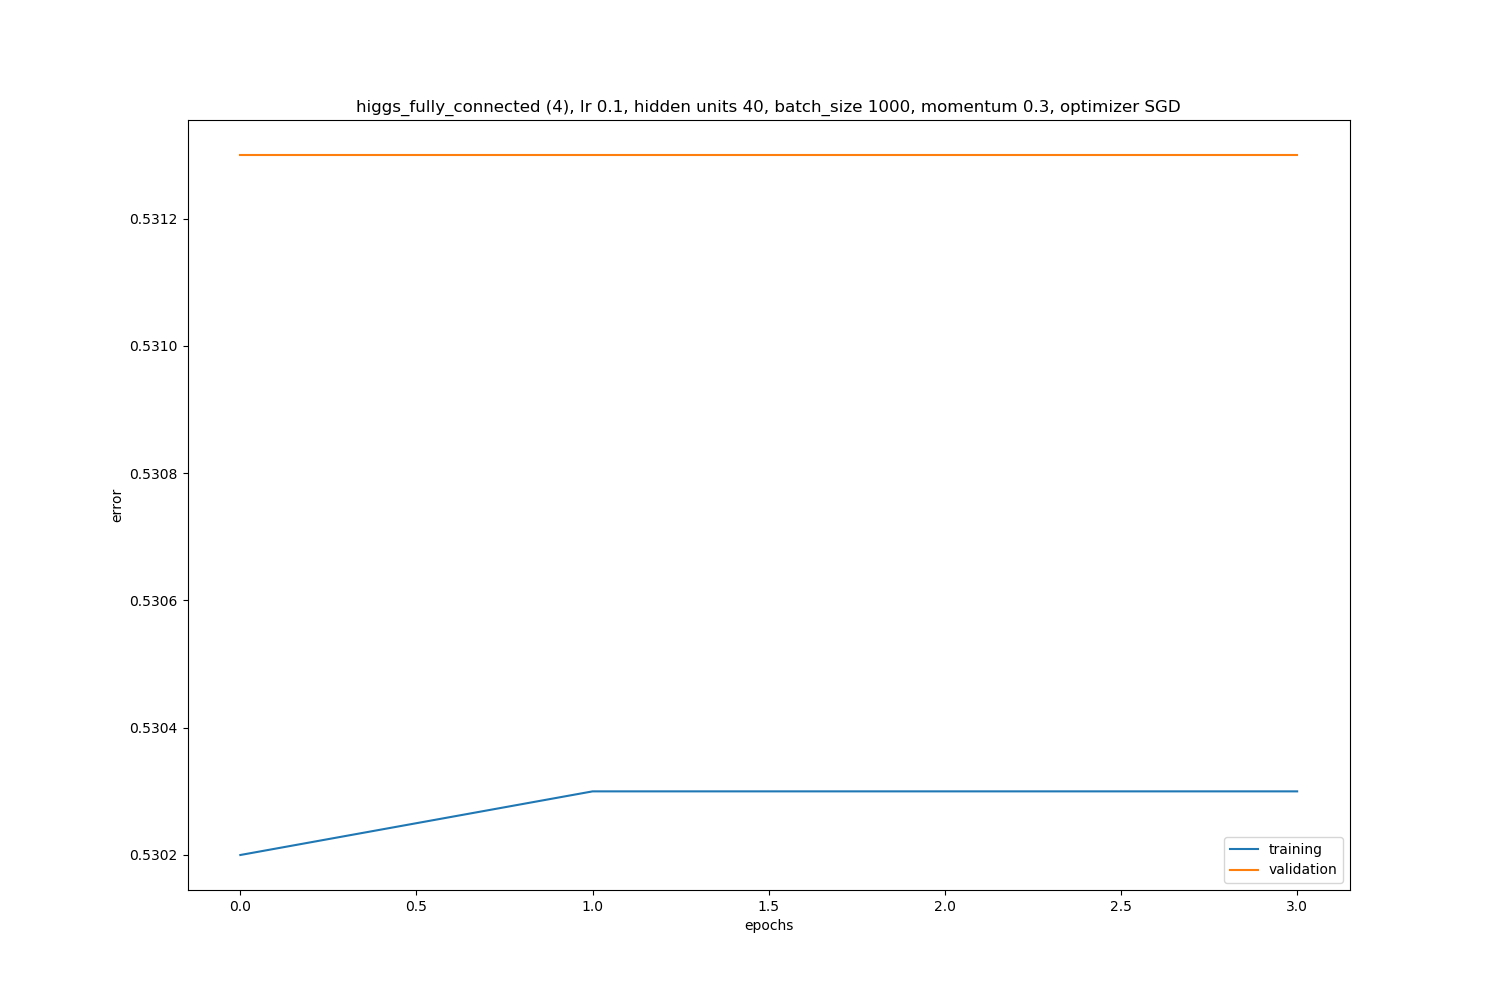 higgs_fully_connected (4), lr 0.1, hidden units 40, batch_size 1000, momentum 0.3, optimizer SGD
0.5312
0.5310
0.5308
0.5306
0.5304
0.5302
error
0.0 0.5 1.0 1.5 2.0 2.5 3.0
epochs
training
validation